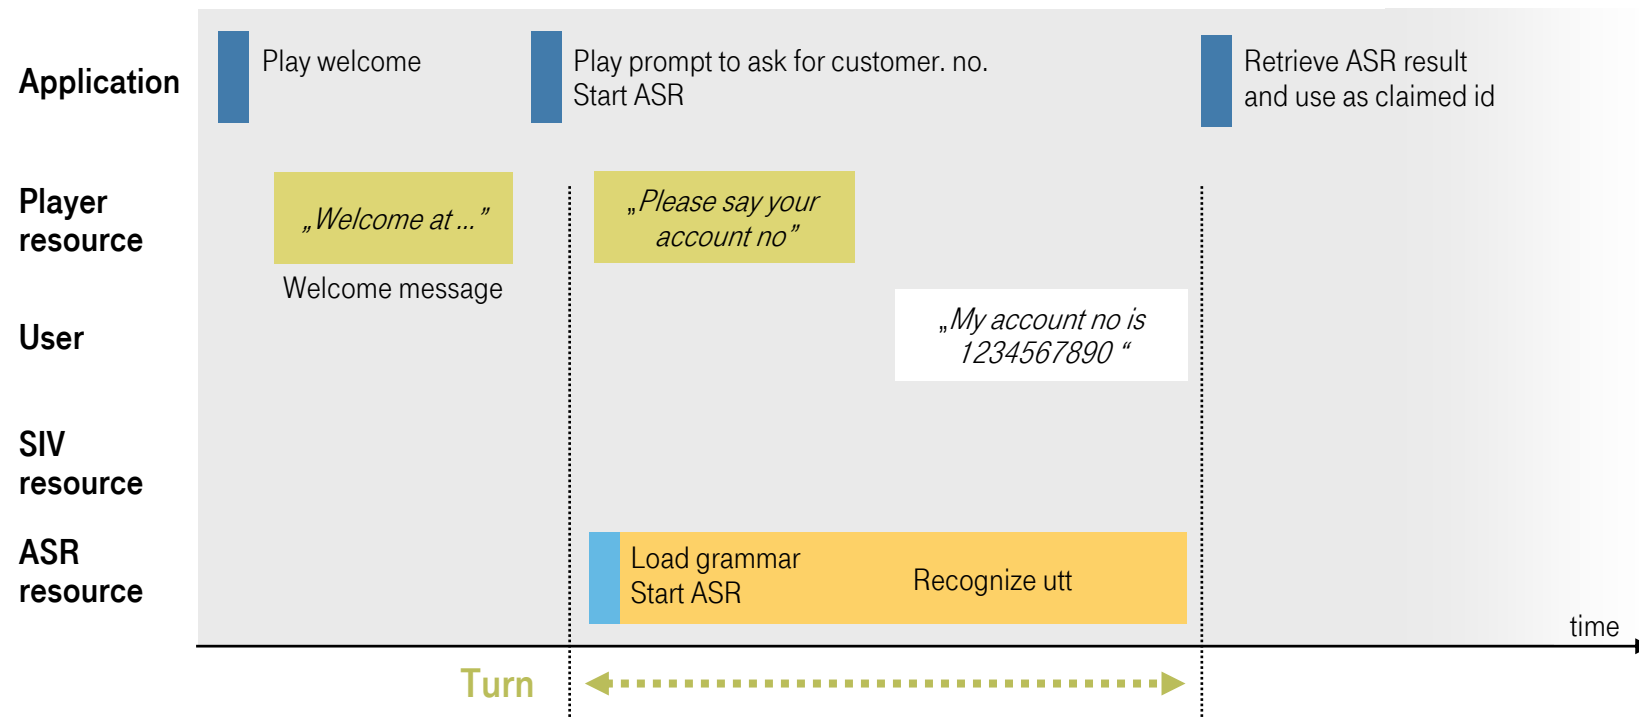 Application
Play welcome
Play prompt to ask for customer. no.
Start ASR
Retrieve ASR result
and use as claimed id
Player
resource
„Welcome at ...”
Welcome message
„Please say your
account no”
User
„My account no is
1234567890 “
SIV
resource
ASR
resource
Load grammar
Start ASR
Recognize utt
time
Turn